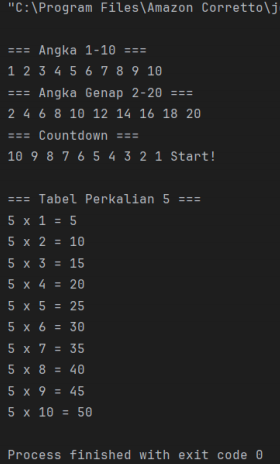 "C:\Program Files\Amazon Corretto\j
=== Angka 1-10 ===
1 2 3 4 5 6 7 8 9 10
=== Angka Genap 2-20 ===
2 4 6 8 10 12 14 16 18 20
=== Countdown ===
10 9 8 7 6 5 4 3 2 1 Start!
=== Tabel Perkalian 5 ===
5 x 1 = 5
5 x 2 = 10
5 x 3 = 15
5 x 4 = 20
5 x 5 = 25
5 x 6 = 30
5 x 7 = 35
5 x 8 = 40
5 x 9 = 45
5 x 10 = 50
Process finished with exit code 0